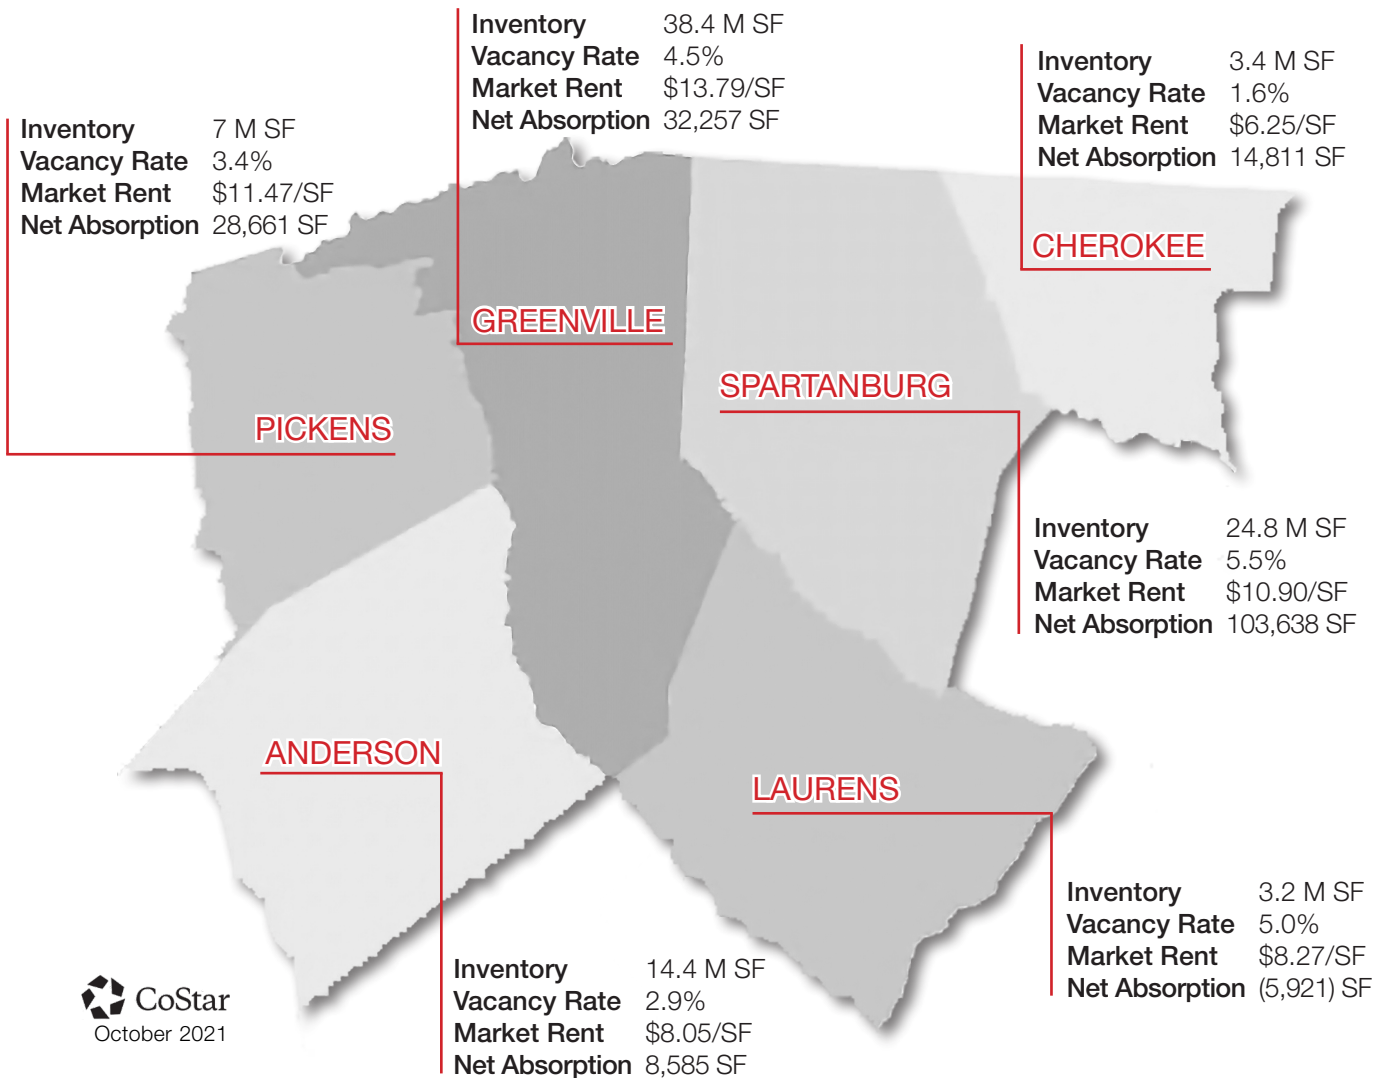 Inventory 38.4 M SF
Vacancy Rate 4.5%
Market Rent $13.79/SF
Net Absorption 32,257 SF
Inventory 3.4 M SF
Vacancy Rate 1.6%
Market Rent $6.25/SF
Net Absorption 14,811 SF
Inventory 7 M SF
Vacancy Rate 3.4%
Market Rent $11.47/SF
Net Absorption 28,661 SF
CHEROKEE
GREENVILLE
SPARTANBURG
PICKENS
Inventory 24.8 M SF
Vacancy Rate 5.5%
Market Rent $10.90/SF
Net Absorption 103,638 SF
ANDERSON
LAURENS
Inventory 3.2 M SF
Vacancy Rate 5.0%
Market Rent $8.27/SF
Net Absorption (5,921) SF
Inventory 14.4 M SF
Vacancy Rate 2.9%
Market Rent $8.05/SF
Net Absorption 8,585 SF
CoStar
October 2021